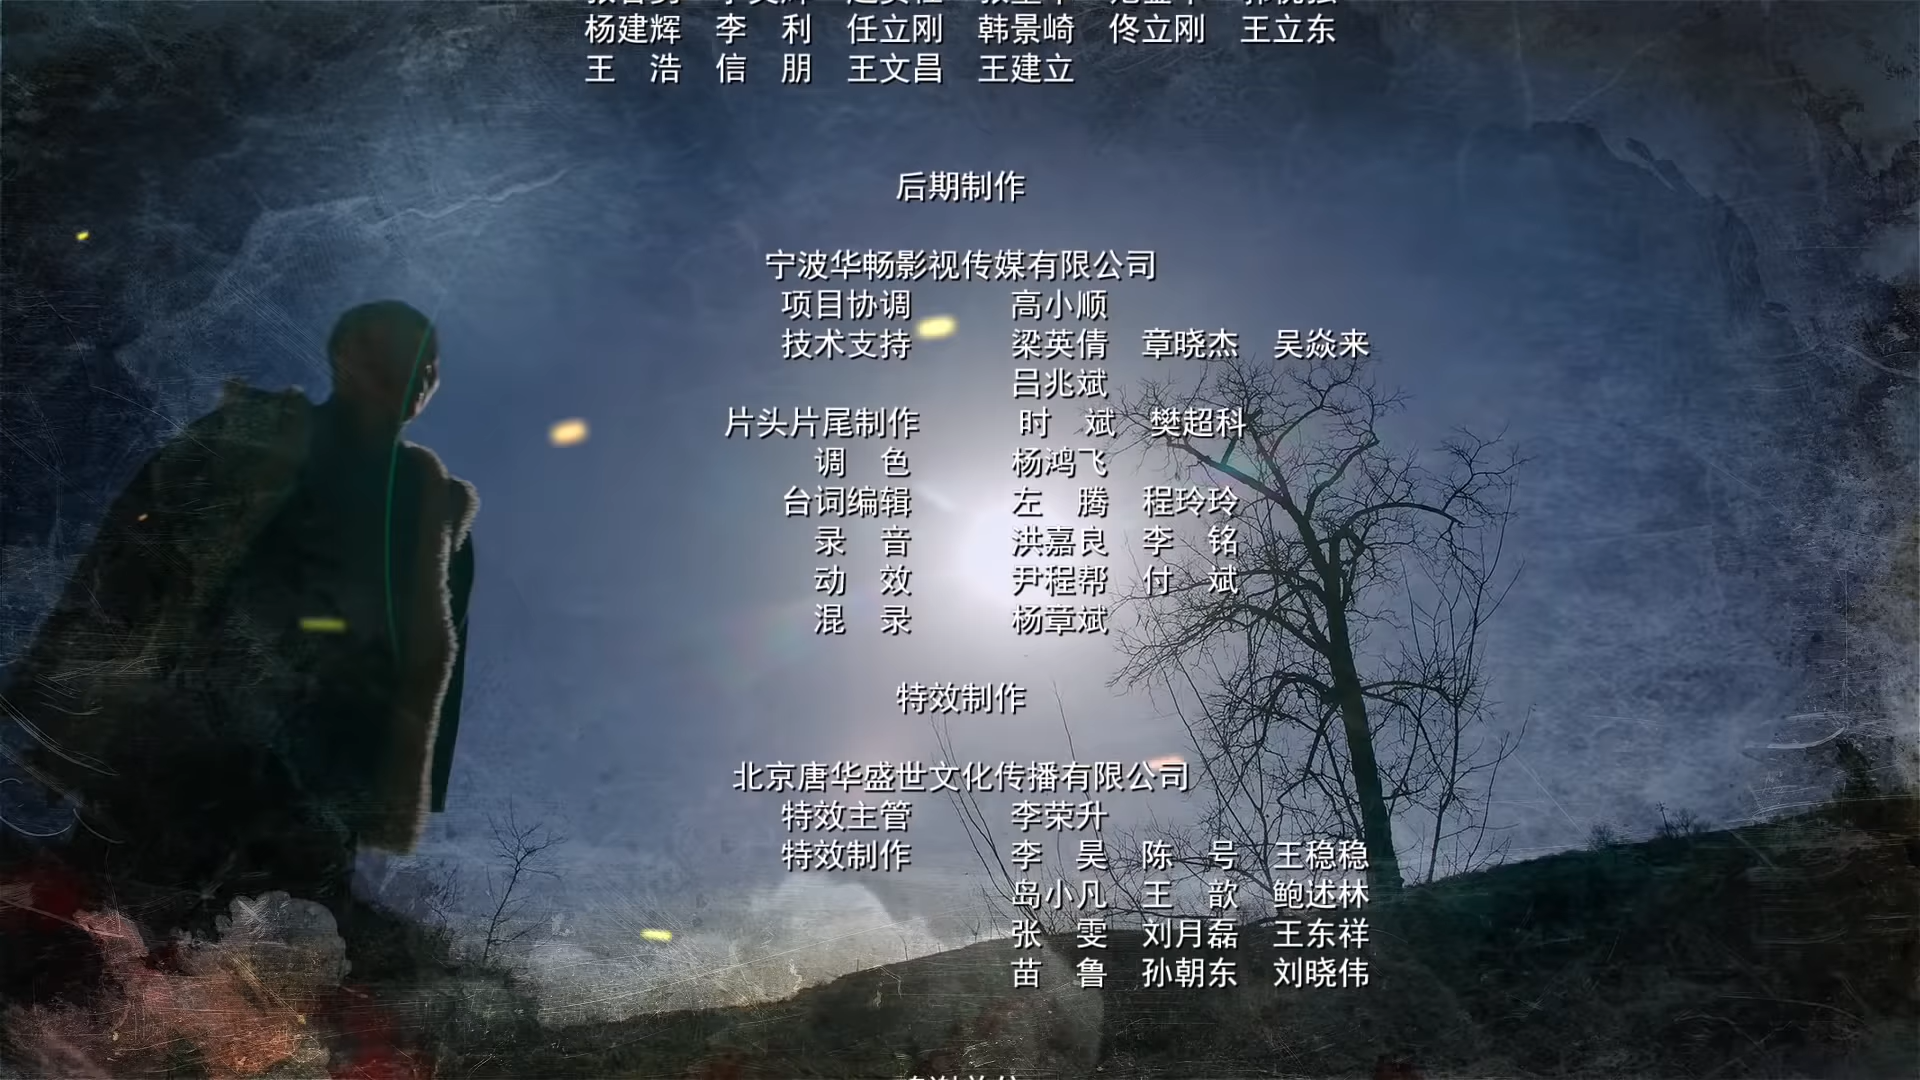 杨建辉 李 利 任立刚 韩景崎 佟立刚 王立东
王 浩 信 朋 王文昌 王建立
后期制作
宁波华畅影视传媒有限公司
项目协调 高小顺
技术支持 梁英倩 章晓杰 吴焱来
吕兆斌
片头片尾制作 时 斌 樊超科
调 色 杨鸿飞
台词编辑 左 腾 程玲玲
录 音 洪嘉良 李 铭
动 效 尹程帮 付 斌
混 录 杨章斌
特效制作
北京唐华盛世文化传播有限公司
特效主管 李荣升
特效制作 李 昊 陈 号 王稳稳
岛小凡 王 歆 鲍述林
张 雯 刘月磊 王东祥
苗 鲁 孙朝东 刘晓伟